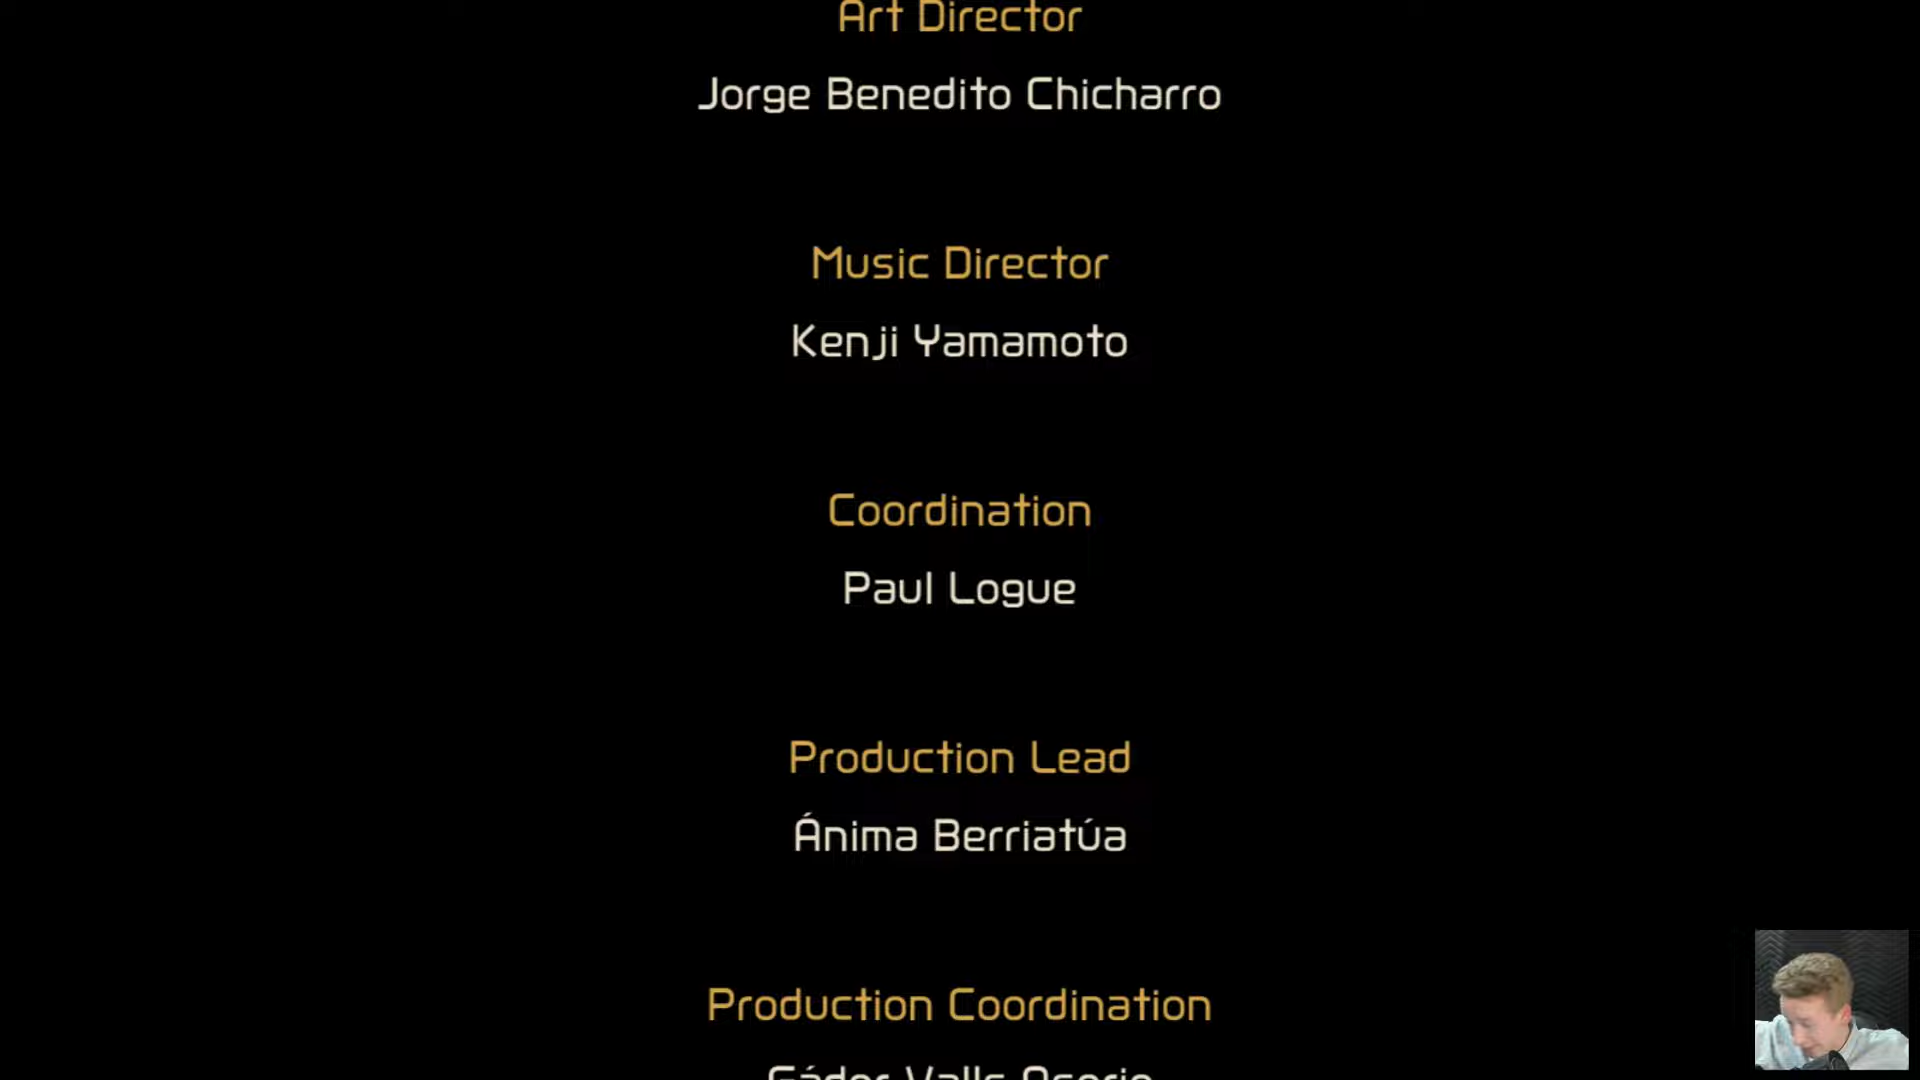 Art Director
Jorge Benedito Chicharro
Music Director
Kenji Yamamoto
Coordination
Paul Logue
Production Lead
Ánima Berriatúa
Production Coordination